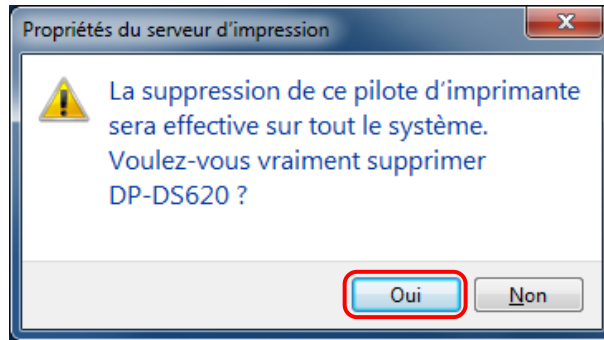 Propriétés du serveur d'impression
La suppression de ce pilote d'imprimante
sera effective sur tout le système.
Voulez-vous vraiment supprimer
DP-DS620 ?
Oui
Non